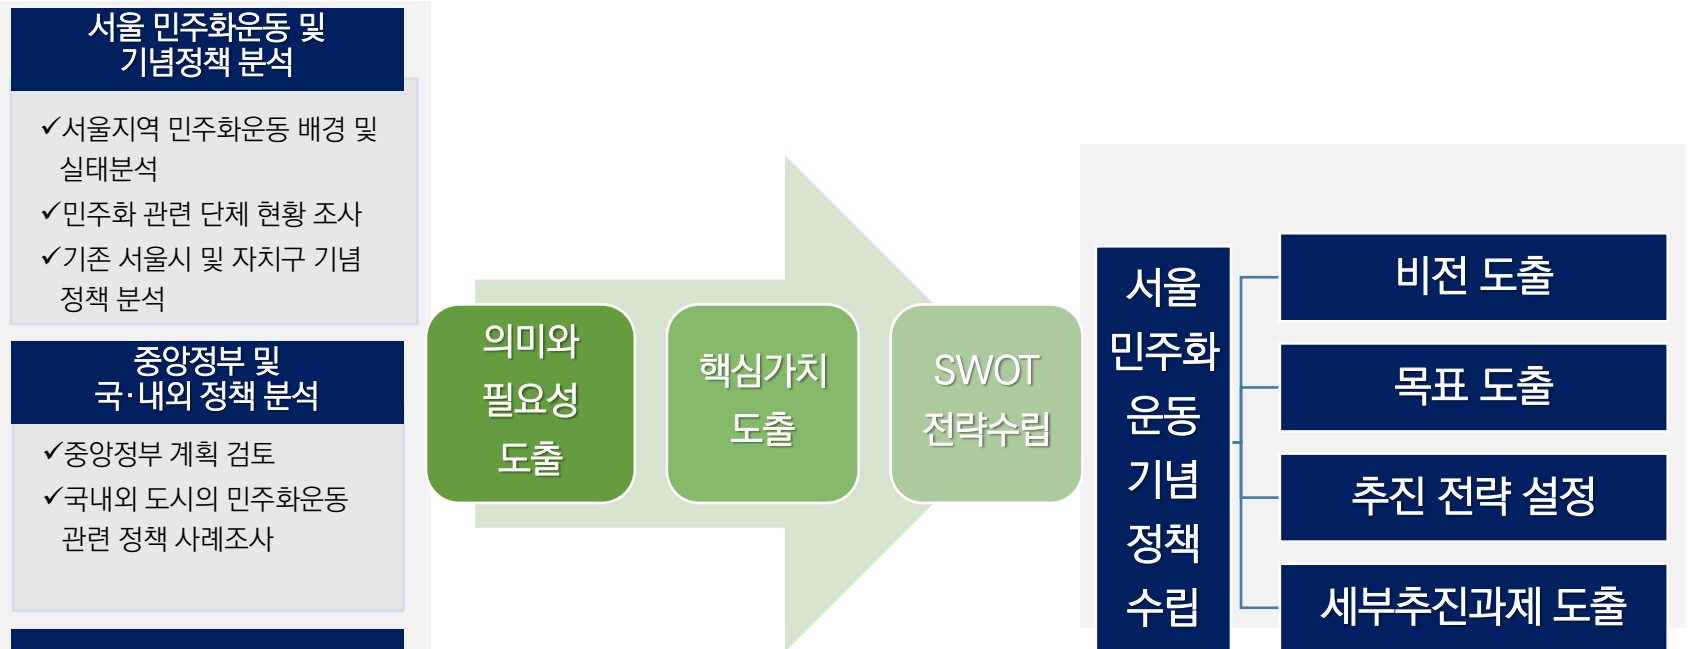 서울 민주화운동 및
기념정책 분석
✓서울지역 민주화운동 배경 및
실태분석
✓민주화 관련 단체 현황 조사
✓기존 서울시 및 자치구 기념
정책 분석
중앙정부 및
국·내외 정책 분석
✓중앙정부 계획 검토
✓국내외 도시의 민주화운동
관련 정책 사례조사
의미와
필요성
도출
핵심가치
도출
SWOT
전략수립
서울
민주화
운동
기념
정책
수립
비전 도출
목표 도출
추진 전략 설정
세부추진과제 도출